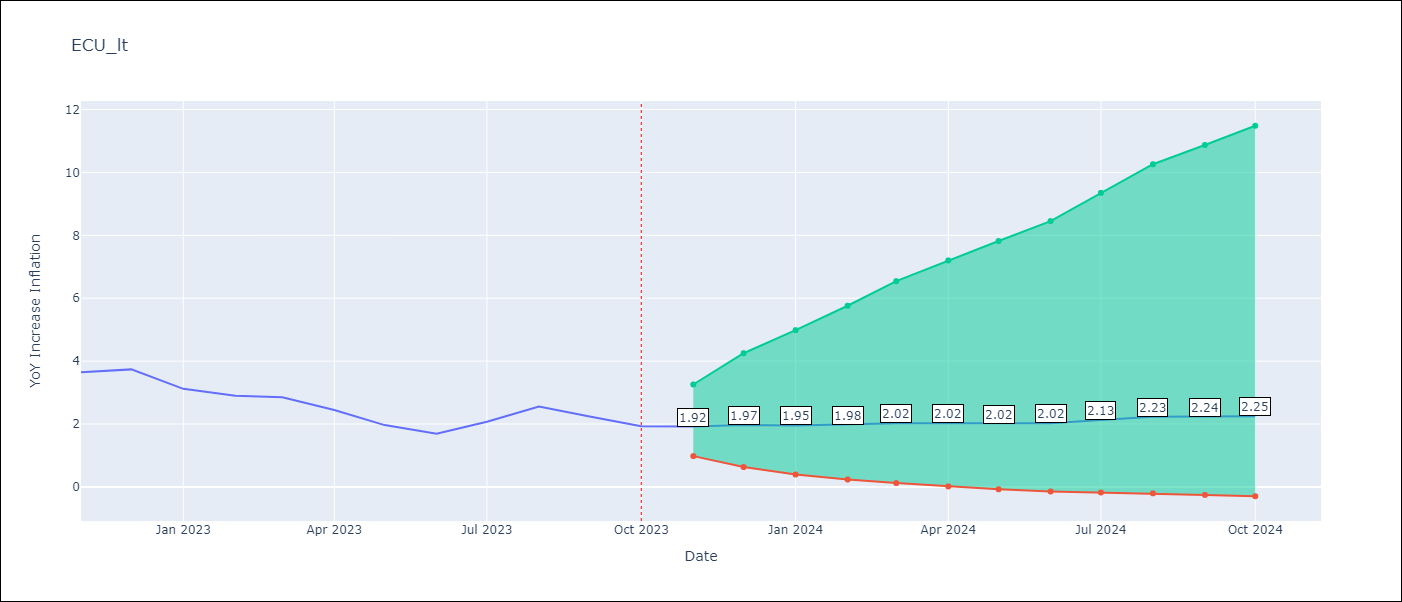 ECU_lt
12
10
8
6
4
2
0
YoY Increase Inflation
1.92
1.97
1.95
1.98
2.02
2.02
2.02
2.02
2.13
2.23
2.24
2.25
Jan 2023
Apr 2023
Jul 2023
Oct 2023
Jan 2024
Apr 2024
Jul 2024
Oct 2024
Date